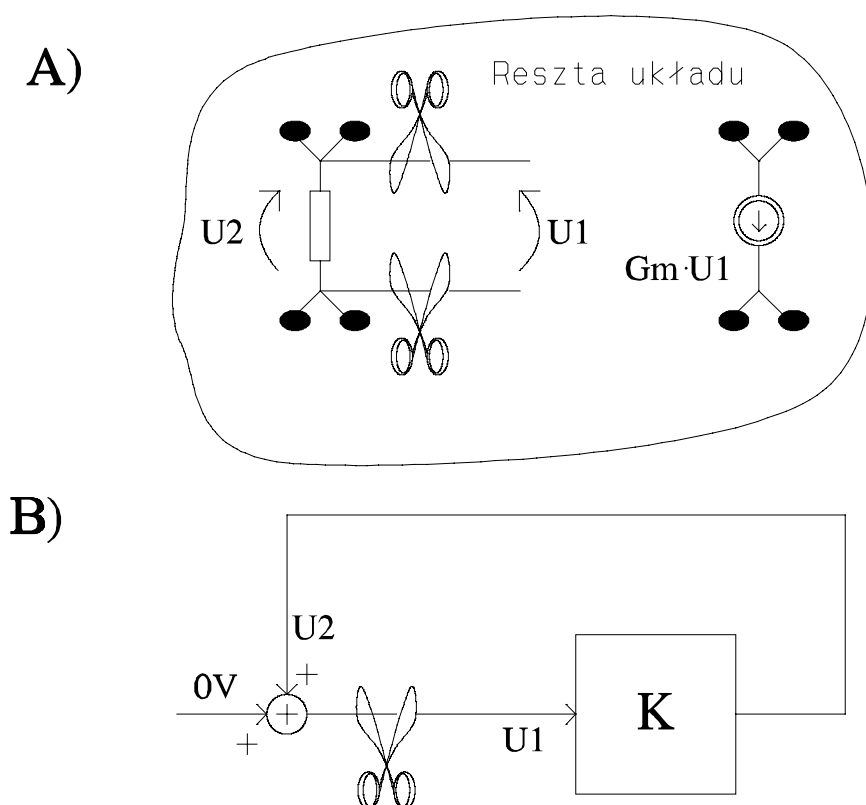 A)
Reszta układu
U2
U1
Gm·U1
B)
U2
+
0V
+
+
U1
K